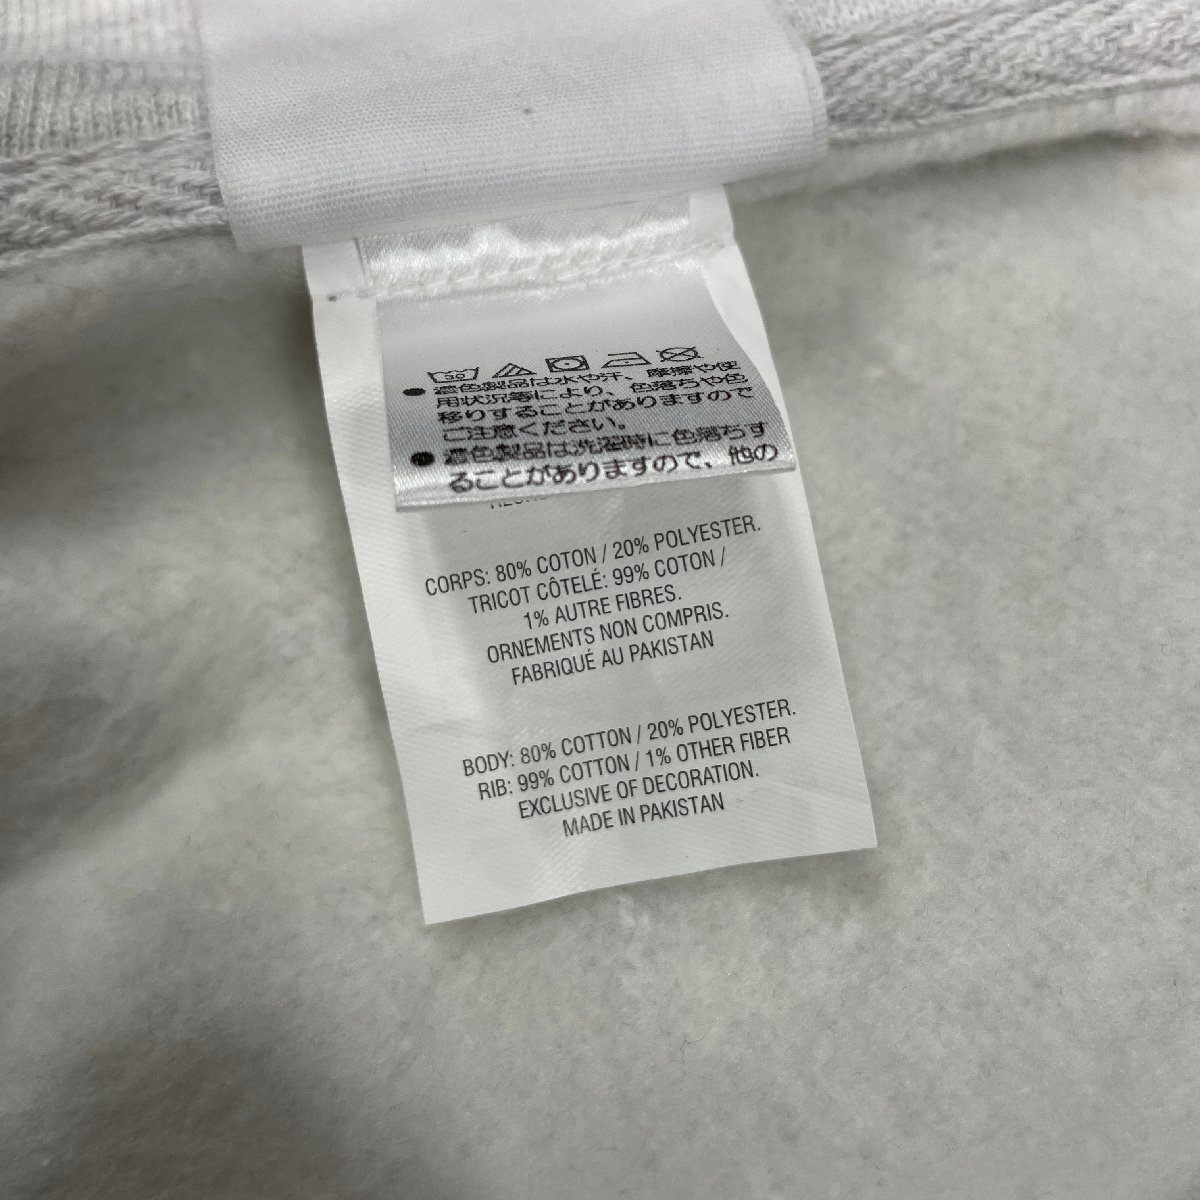 30
● 濃色製品は水や汗、摩擦や使
用状況等により、色落ちや色
移りすることがありますので
ご注意ください。
● 濃色製品は洗濯時に色落ちす
ることがありますので、他の
CORPS: 80% COTON / 20% POLYESTER.
TRICOT CÔTELÉ: 99% COTON /
1% AUTRE FIBRES.
ORNEMENTS NON COMPRIS.
FABRIQUÉ AU PAKISTAN
BODY: 80% COTTON / 20% POLYESTER.
RIB: 99% COTTON / 1% OTHER FIBER
EXCLUSIVE OF DECORATION.
MADE IN PAKISTAN